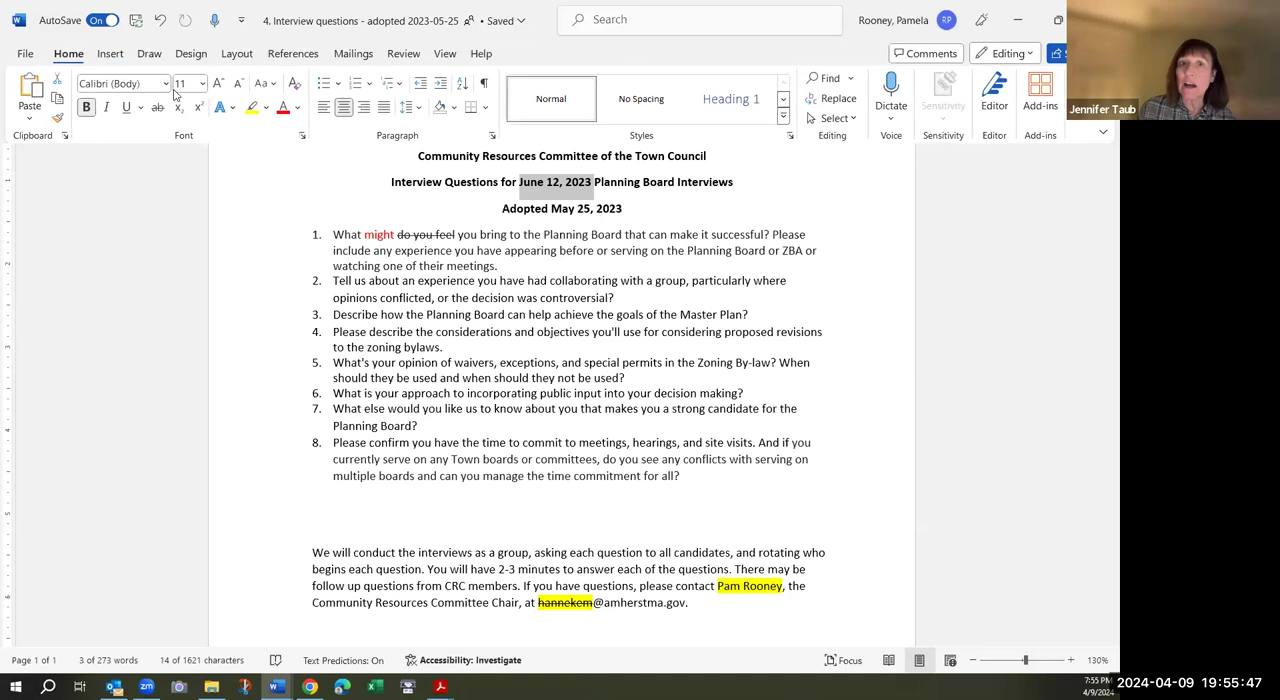 AutoSave On 4. Interview questions - adopted 2023-05-25 • Saved Search Rooney, Pamela RP
File Home Insert Draw Design Layout References Mailings Review View Help Comments Editing
Calibri (Body) 11 Aa Normal No Spacing Heading 1 Find Replace Select
Paste Dictate Sensitivity Editor Add-ins
Clipboard Font Paragraph Styles Editing Voice Sensitivity Editor Add-ins
Jennifer Taub
Community Resources Committee of the Town Council
Interview Questions for June 12, 2023 Planning Board Interviews
Adopted May 25, 2023
1. What might do you feel you bring to the Planning Board that can make it successful? Please
include any experience you have appearing before or serving on the Planning Board or ZBA or
watching one of their meetings.
2. Tell us about an experience you have had collaborating with a group, particularly where
opinions conflicted, or the decision was controversial?
3. Describe how the Planning Board can help achieve the goals of the Master Plan?
4. Please describe the considerations and objectives you'll use for considering proposed revisions
to the zoning bylaws.
5. What's your opinion of waivers, exceptions, and special permits in the Zoning By-law? When
should they be used and when should they not be used?
6. What is your approach to incorporating public input into your decision making?
7. What else would you like us to know about you that makes you a strong candidate for the
Planning Board?
8. Please confirm you have the time to commit to meetings, hearings, and site visits. And if you
currently serve on any Town boards or committees, do you see any conflicts with serving on
multiple boards and can you manage the time commitment for all?
We will conduct the interviews as a group, asking each question to all candidates, and rotating who
begins each question. You will have 2-3 minutes to answer each of the questions. There may be
follow up questions from CRC members. If you have questions, please contact Pam Rooney, the
Community Resources Committee Chair, at hannekem@amherstma.gov.
Page 1 of 1 3 of 273 words 14 of 1621 characters Text Predictions: On Accessibility: Investigate Focus 130%
7:55 PM
4/9/2024
2024-04-09 19:55:47